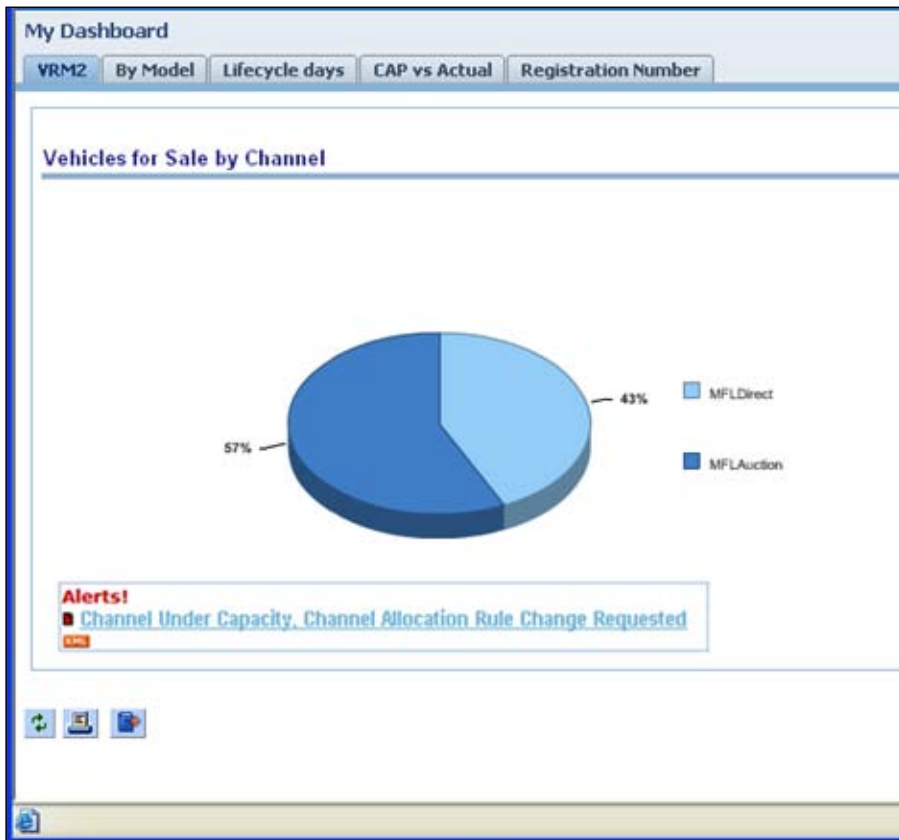 My Dashboard
VRM2 By Model Lifecycle days CAP vs Actual Registration Number
Vehicles for Sale by Channel
43%
MFLDirect
57%
MFLAuction
Alerts!
Channel Under Capacity, Channel Allocation Rule Change Requested
XML